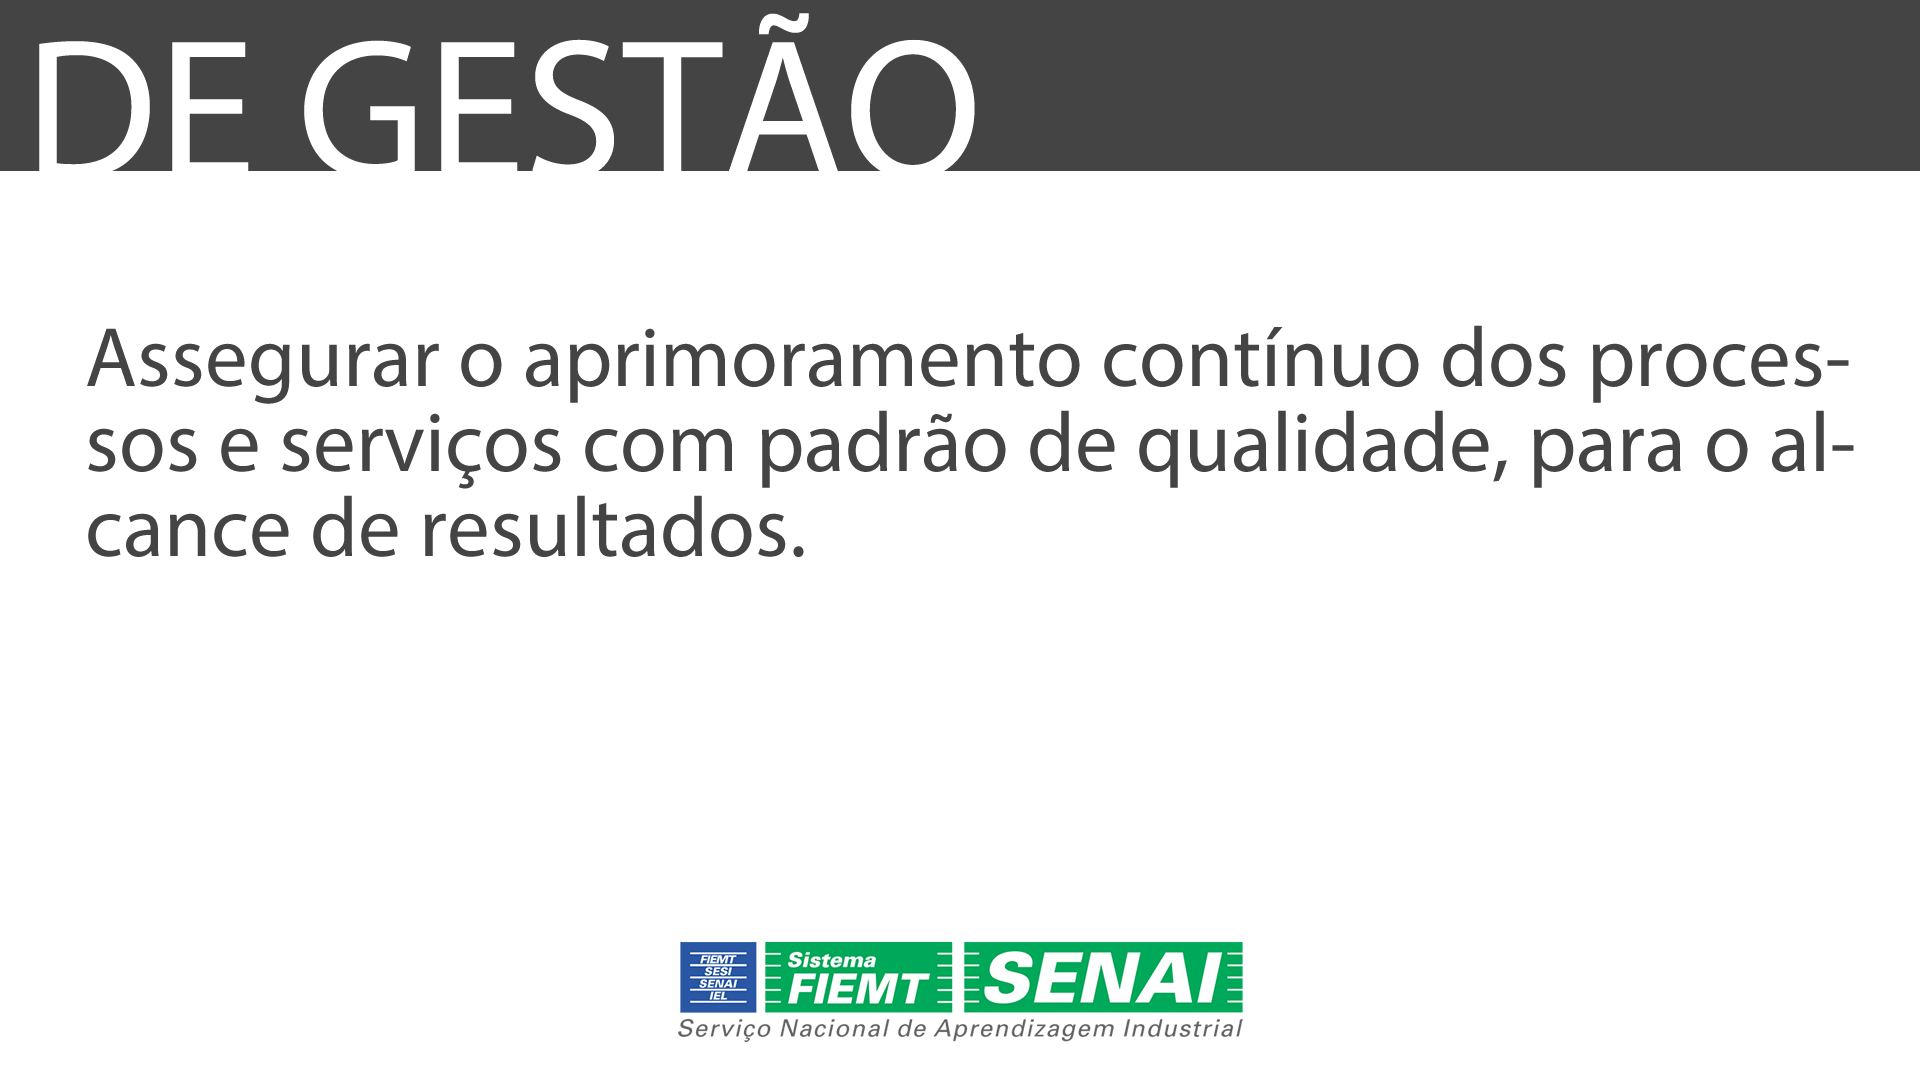 DE GESTÃO
Assegurar o aprimoramento contínuo dos proces-
sos e serviços com padrão de qualidade, para o al-
cance de resultados.
FIEMT
SESI
SENAI
IEL
Sistema
FIEMT
SENAI
Serviço Nacional de Aprendizagem Industrial